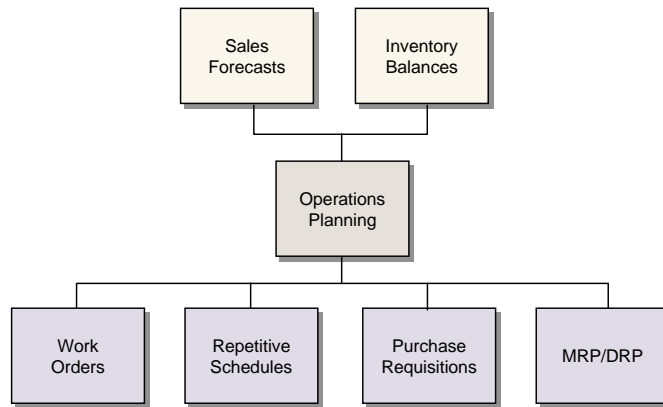 Sales
Forecasts
Inventory
Balances
Operations
Planning
Work
Orders
Repetitive
Schedules
Purchase
Requisitions
MRP/DRP